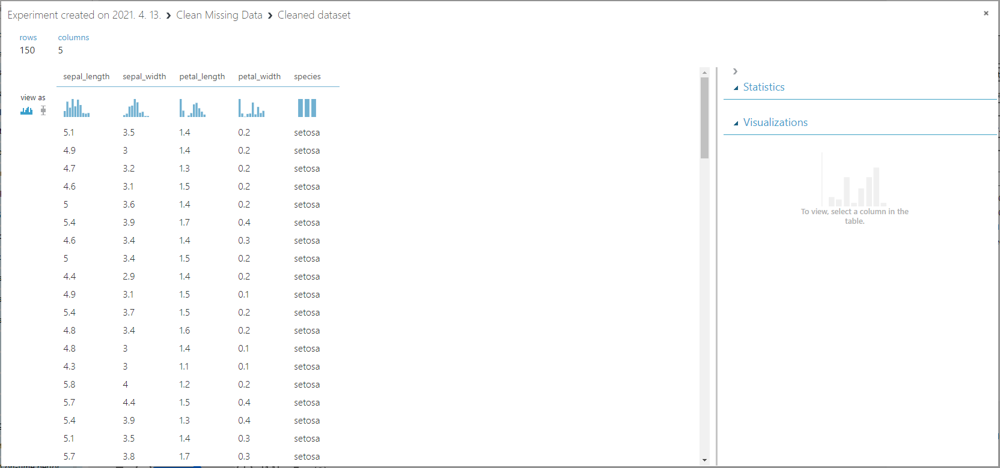 Experiment created on 2021. 4. 13. › Clean Missing Data › Cleaned dataset
rows columns
150 5
sepal_length sepal_width petal_length petal_width species
view as
5.1 3.5 1.4 0.2 setosa
4.9 3 1.4 0.2 setosa
4.7 3.2 1.3 0.2 setosa
4.6 3.1 1.5 0.2 setosa
5 3.6 1.4 0.2 setosa
5.4 3.9 1.7 0.4 setosa
4.6 3.4 1.4 0.3 setosa
5 3.4 1.5 0.2 setosa
4.4 2.9 1.4 0.2 setosa
4.9 3.1 1.5 0.1 setosa
5.4 3.7 1.5 0.2 setosa
4.8 3.4 1.6 0.2 setosa
4.8 3 1.4 0.1 setosa
4.3 3 1.1 0.1 setosa
5.8 4 1.2 0.2 setosa
5.7 4.4 1.5 0.4 setosa
5.4 3.9 1.3 0.4 setosa
5.1 3.5 1.4 0.3 setosa
5.7 3.8 1.7 0.3 setosa
Statistics
Visualizations
To view, select a column in the
table.